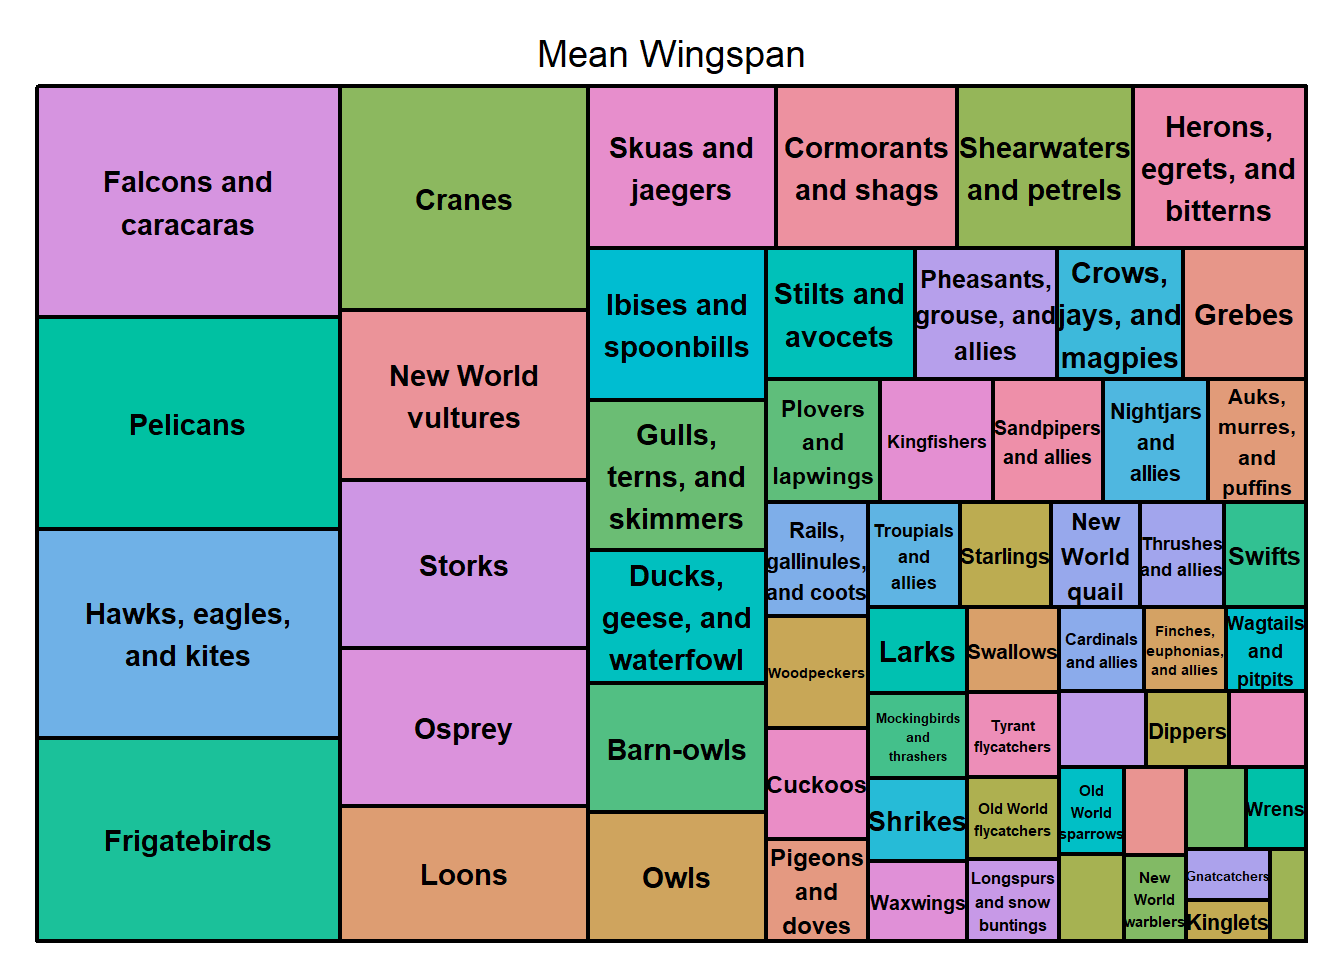 Mean Wingspan
Falcons and
caracaras
Pelicans
Hawks, eagles,
and kites
Frigatebirds
Cranes
New World
vultures
Storks
Osprey
Loons
Skuas and
jaegers
Cormorants
and shags
Shearwaters
and petrels
Herons,
egrets, and
bitterns
Ibises and
spoonbills
Gulls,
terns, and
skimmers
Ducks,
geese, and
waterfowl
Barn-owls
Owls
Stilts and
avocets
Pheasants,
grouse, and
allies
Crows,
jays, and
magpies
Grebes
Plovers
and
lapwings
Kingfishers
Sandpipers
and allies
Nightjars
and
allies
Auks,
murres,
and
puffins
Rails,
gallinules,
and coots
Woodpeckers
Cuckoos
Pigeons
and
doves
Troupials
and
allies
Starlings
New
World
quail
Thrushes
and allies
Swifts
Larks
Mockingbirds
and
thrashers
Shrikes
Waxwings
Swallows
Tyrant
flycatchers
Old World
flycatchers
Longspurs
and snow
buntings
Cardinals
and allies
Finches,
euphonias,
and allies
Wagtails
and
pitpits
Dippers
Old
World
sparrows
Wrens
New
World
warblers
Gnatcatchers
Kinglets